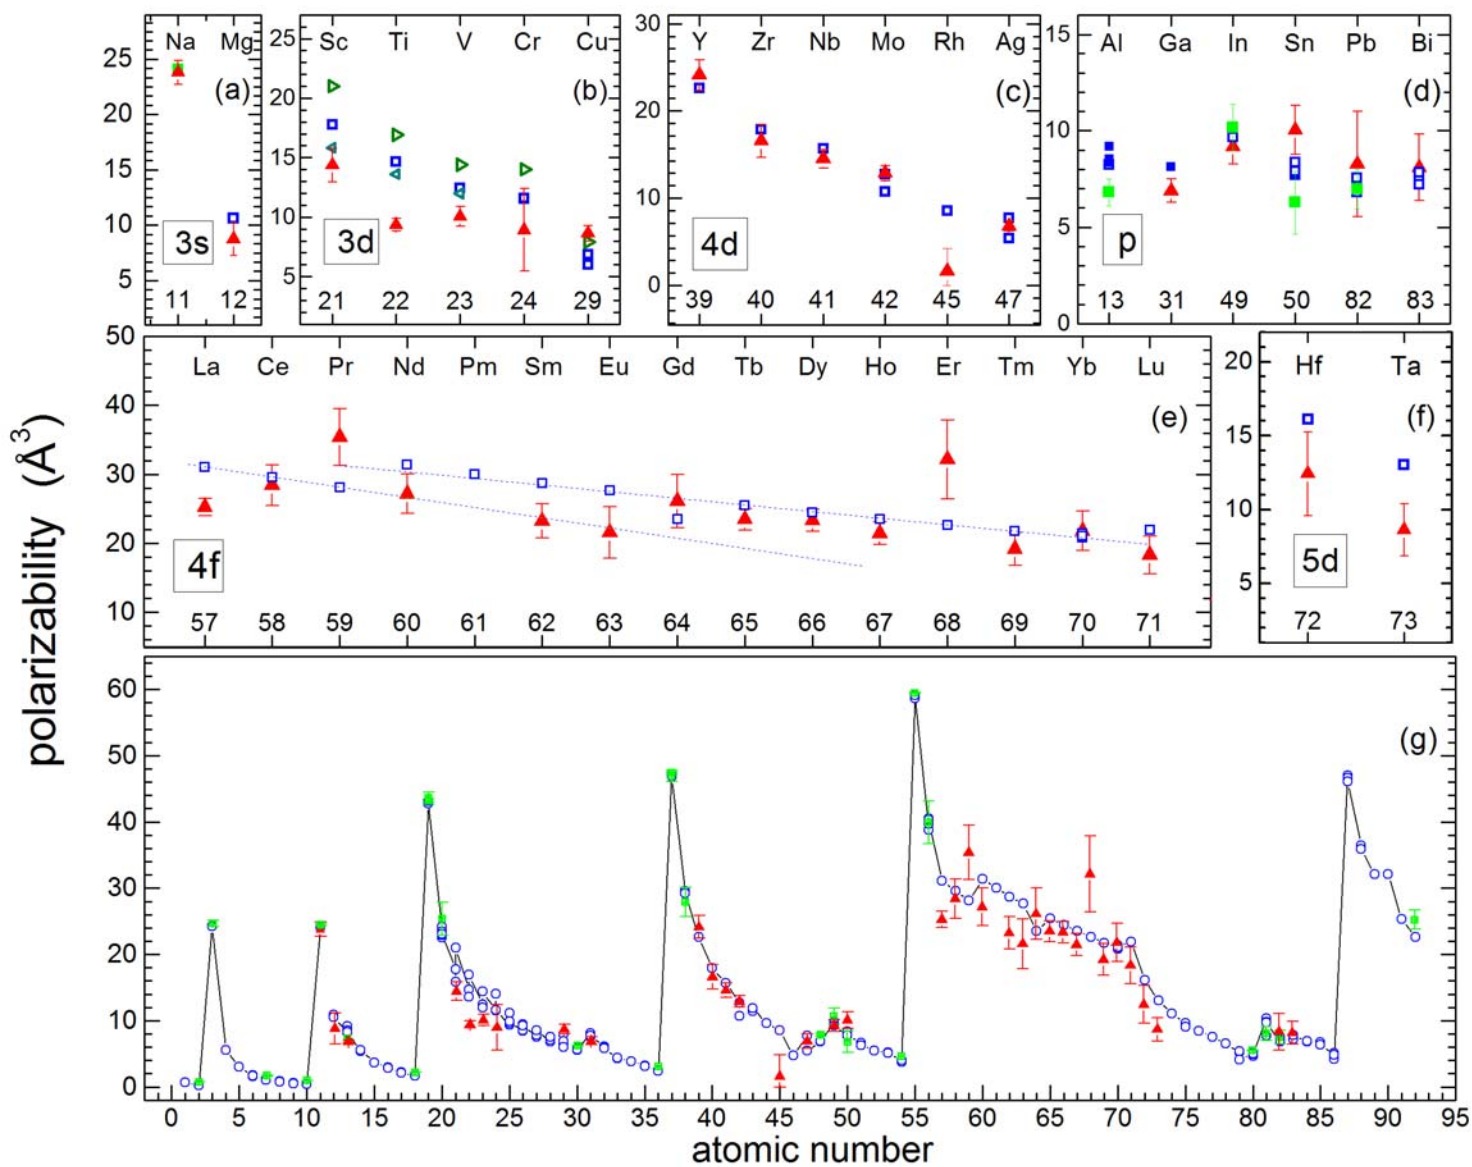 Na Mg
25
20
15
10
5
(a)
3s
11 12
Sc Ti V Cr Cu
25
20
15
10
5
(b)
3d
21 22 23 24 29
Y Zr Nb Mo Rh Ag
30
20
10
0
(c)
4d
39 40 41 42 45 47
Al Ga In Sn Pb Bi
15
10
5
0
(d)
p
13 31 49 50 82 83
La Ce Pr Nd Pm Sm Eu Gd Tb Dy Ho Er Tm Yb Lu
50
40
30
20
10
(e)
4f
57 58 59 60 61 62 63 64 65 66 67 68 69 70 71
Hf Ta
20
15
10
5
(f)
5d
72 73
polarizability (Å³)
60
50
40
30
20
10
0
(g)
0 5 10 15 20 25 30 35 40 45 50 55 60 65 70 75 80 85 90 95
atomic number